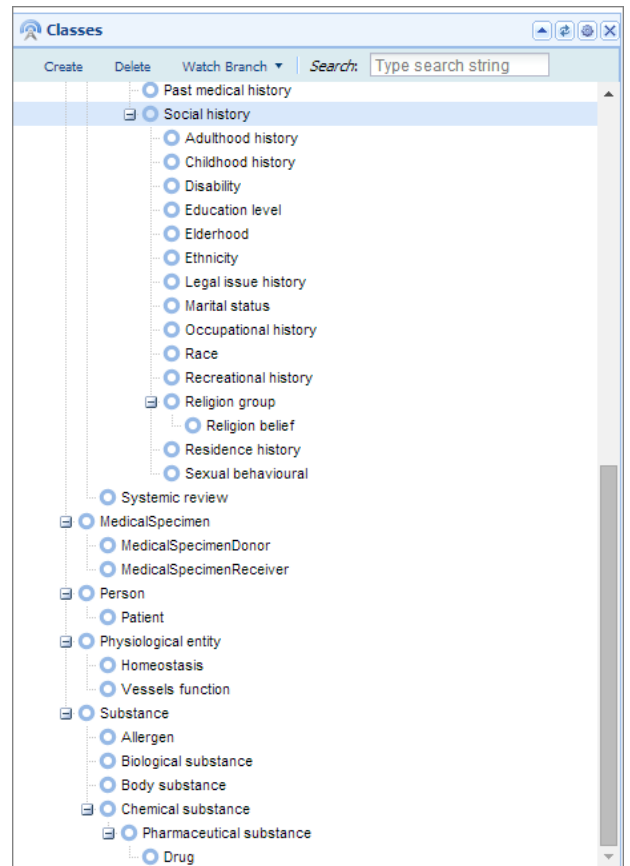 Classes
Create Delete Watch Branch Search: Type search string
Past medical history
Social history
Adulthood history
Childhood history
Disability
Education level
Elderhood
Ethnicity
Legal issue history
Marital status
Occupational history
Race
Recreational history
Religion group
Religion belief
Residence history
Sexual behavioural
Systemic review
MedicalSpecimen
MedicalSpecimenDonor
MedicalSpecimenReceiver
Person
Patient
Physiological entity
Homeostasis
Vessels function
Substance
Allergen
Biological substance
Body substance
Chemical substance
Pharmaceutical substance
Drug